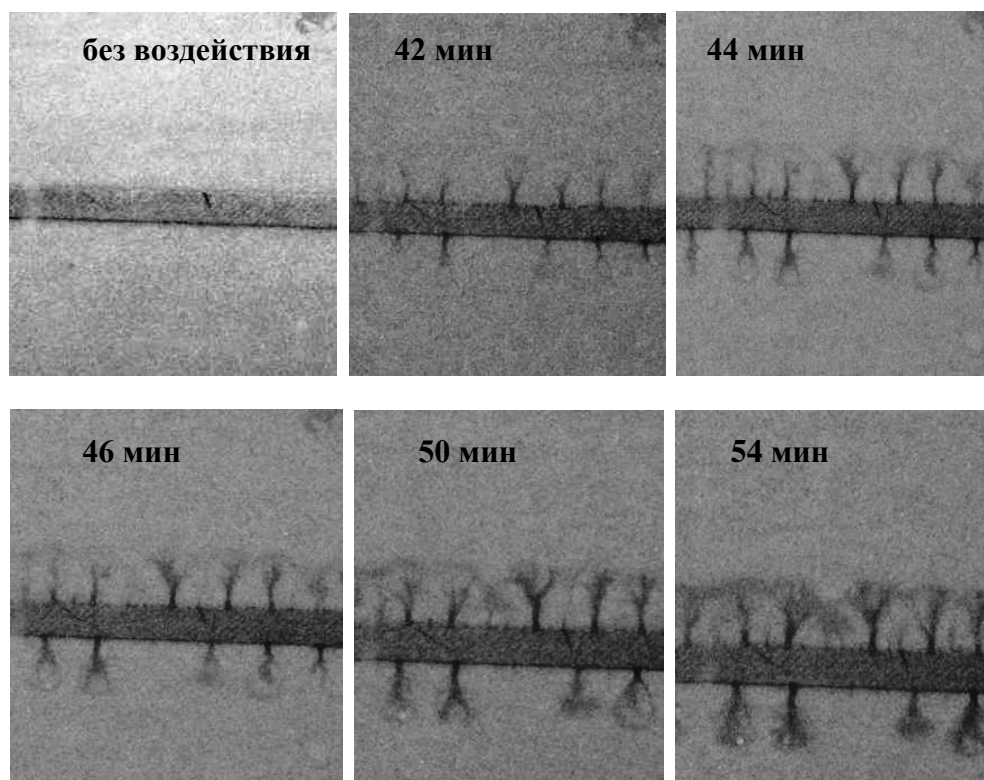 без воздействия
42 мин
44 мин
46 мин
50 мин
54 мин